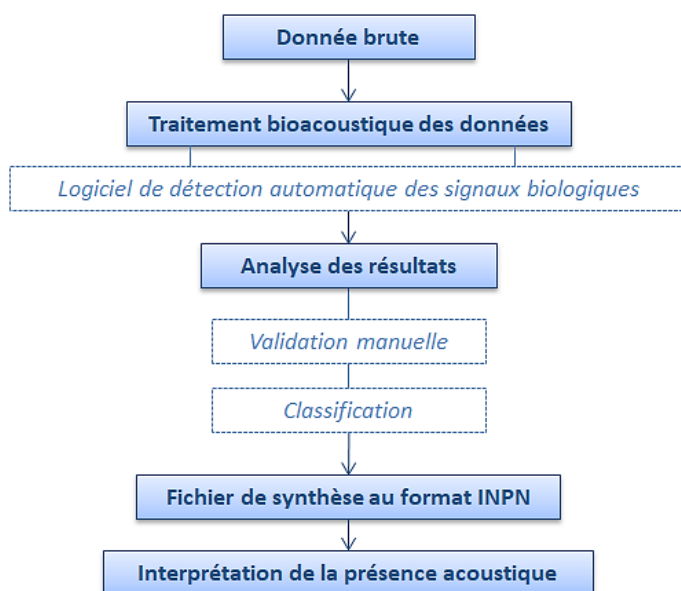 Donnée brute
Traitement bioacoustique des données
Logiciel de détection automatique des signaux biologiques
Analyse des résultats
Validation manuelle
Classification
Fichier de synthèse au format INPN
Interprétation de la présence acoustique